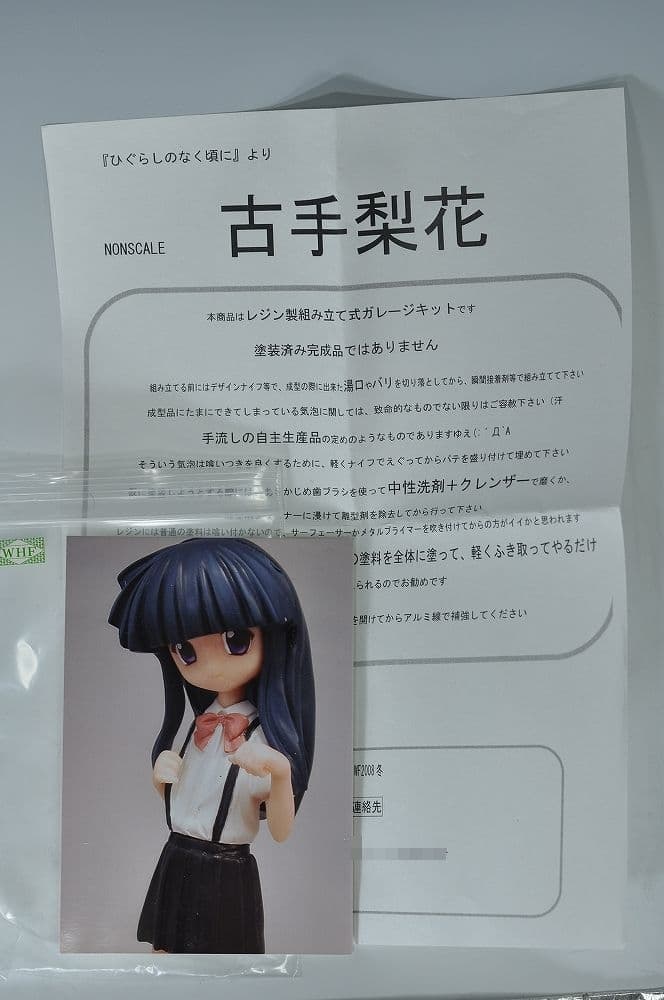 『ひぐらしのなく頃に』より
NONSCALE 古手梨花
本商品はレジン製組み立て式ガレージキットです
塗装済み完成品ではありません
組み立てる前にはデザインナイフ等で、成型の際に出来た湯口やバリを切り落としてから、瞬間接着剤等で組み立てて下さい
成型品にたまにできてしまっている気泡に関しては、致命的なものでない限りはご容赦下さい（汗
手流しの自主生産品の定めのようなものでありますゆえ(；´Д`A
そういう気泡は喰いつきを良くするために、軽くナイフでえぐってからパテを盛り付けて埋めて下さい
かじめ歯ブラシを使って中性洗剤＋クレンザーで磨くか、
ナーに浸けて離型剤を除去してから行って下さい
レジンには普通の塗料は喰い付かないので、サーフェーサーかメタルプライマーを吹き付けてからの方がイイかと思われます
の塗料を全体に塗って、軽くふき取ってやるだけ
られるのでお勧めです
を開けてからアルミ線で補強してください
WF2008冬
連絡先
WHF